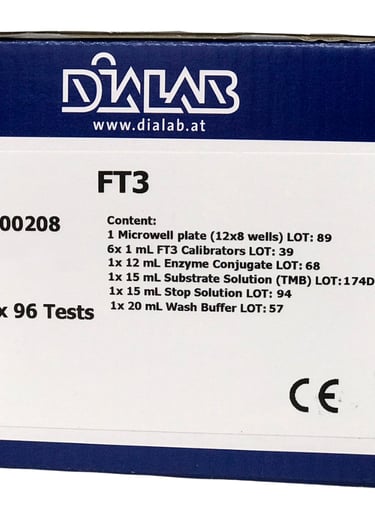 DIALAB
www.dialab.at
FT3
00208
Content:
1 Microwell plate (12x8 wells) LOT: 89
6x 1 mL FT3 Calibrators LOT: 39
1x 12 mL Enzyme Conjugate LOT: 68
1x 15 mL Substrate Solution (TMB) LOT: 174D
1x 15 mL Stop Solution LOT: 94
1x 20 mL Wash Buffer LOT: 57
x 96 Tests
CE